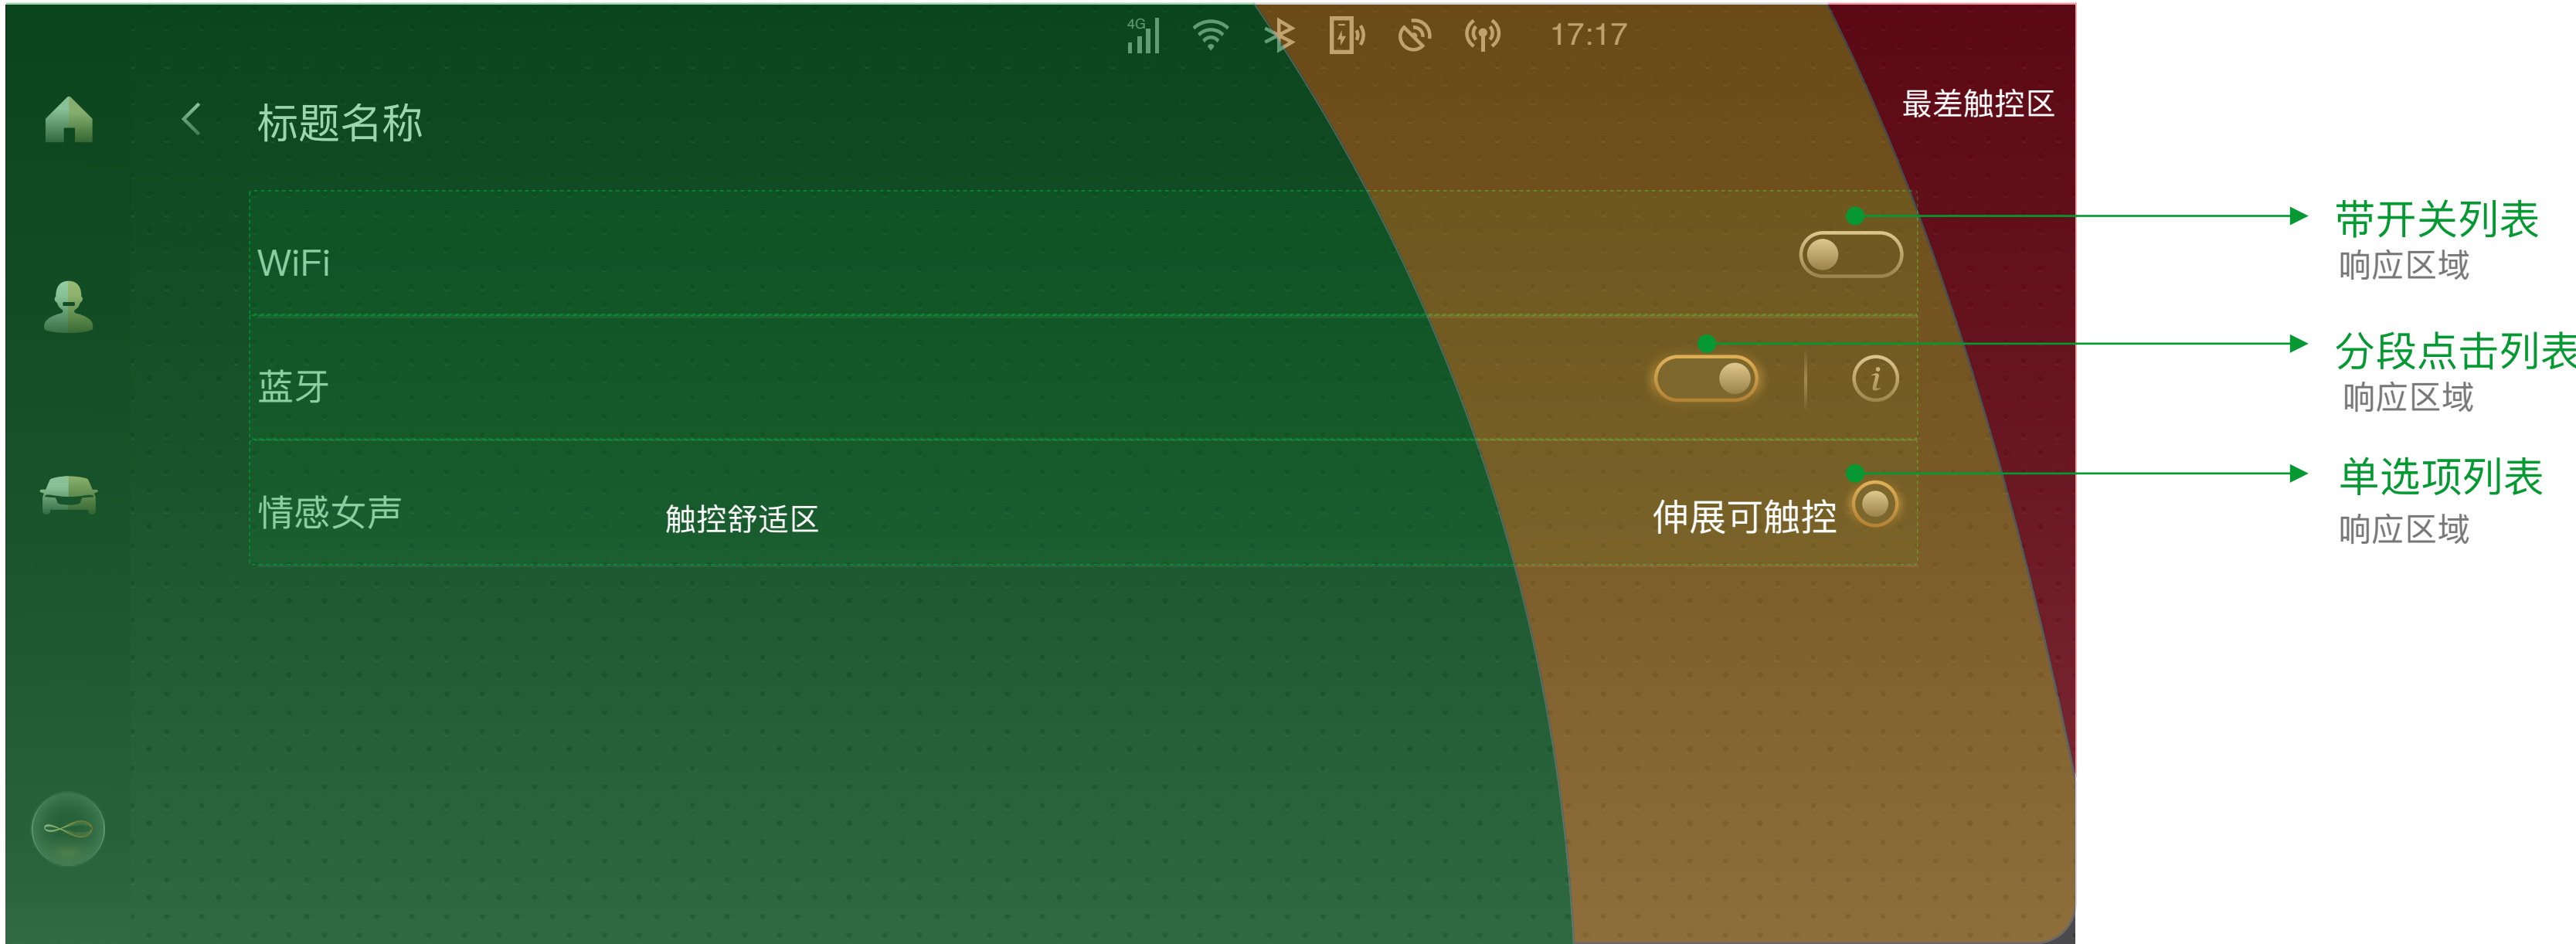 4G 17:17
标题名称
最差触控区
WiFi
带开关列表
响应区域
蓝牙
i
分段点击列表
响应区域
情感女声
触控舒适区
伸展可触控
单选项列表
响应区域